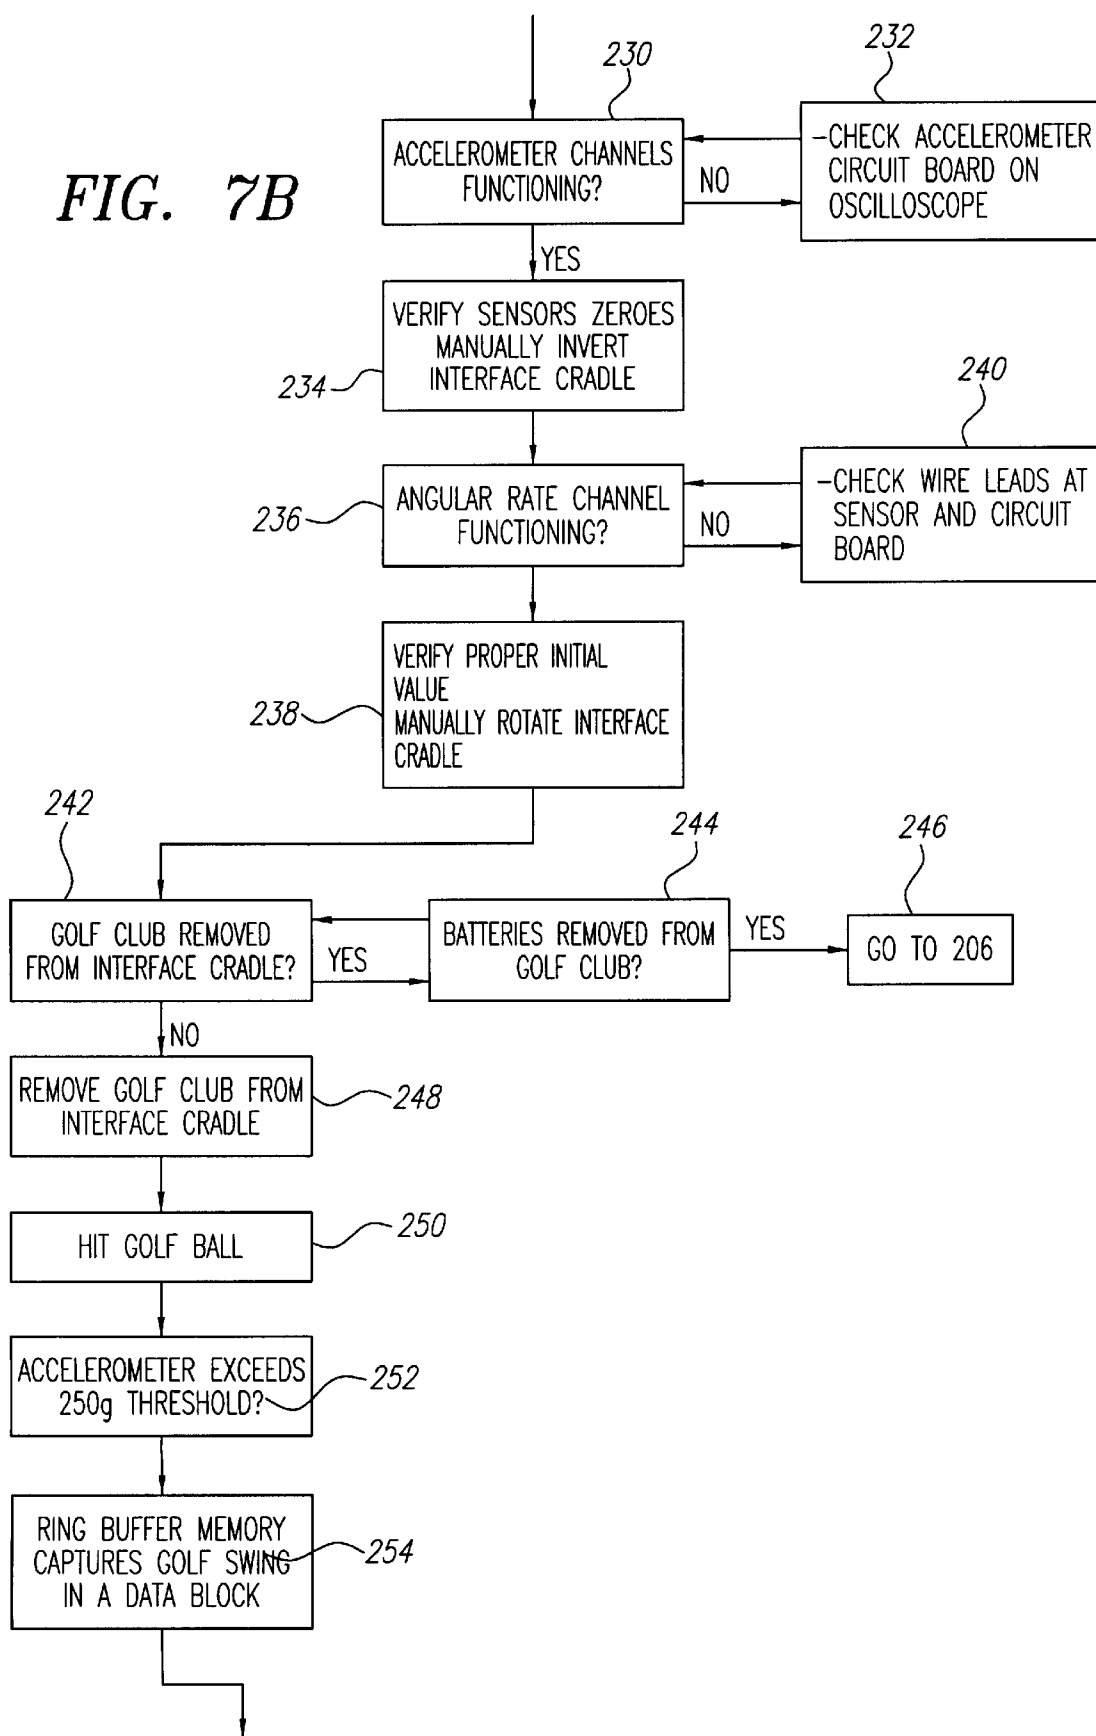 FIG. 7B
230
232
ACCELEROMETER CHANNELS
FUNCTIONING?
NO
-CHECK ACCELEROMETER
CIRCUIT BOARD ON
OSCILLOSCOPE
YES
VERIFY SENSORS ZEROES
MANUALLY INVERT
INTERFACE CRADLE
234
240
ANGULAR RATE CHANNEL
FUNCTIONING?
236
NO
-CHECK WIRE LEADS AT
SENSOR AND CIRCUIT
BOARD
VERIFY PROPER INITIAL
VALUE
MANUALLY ROTATE INTERFACE
CRADLE
238
242
244
246
GOLF CLUB REMOVED
FROM INTERFACE CRADLE?
YES
BATTERIES REMOVED FROM
GOLF CLUB?
YES
GO TO 206
NO
REMOVE GOLF CLUB FROM
INTERFACE CRADLE
248
HIT GOLF BALL
250
ACCELEROMETER EXCEEDS
250g THRESHOLD?
252
RING BUFFER MEMORY
CAPTURES GOLF SWING
IN A DATA BLOCK
254